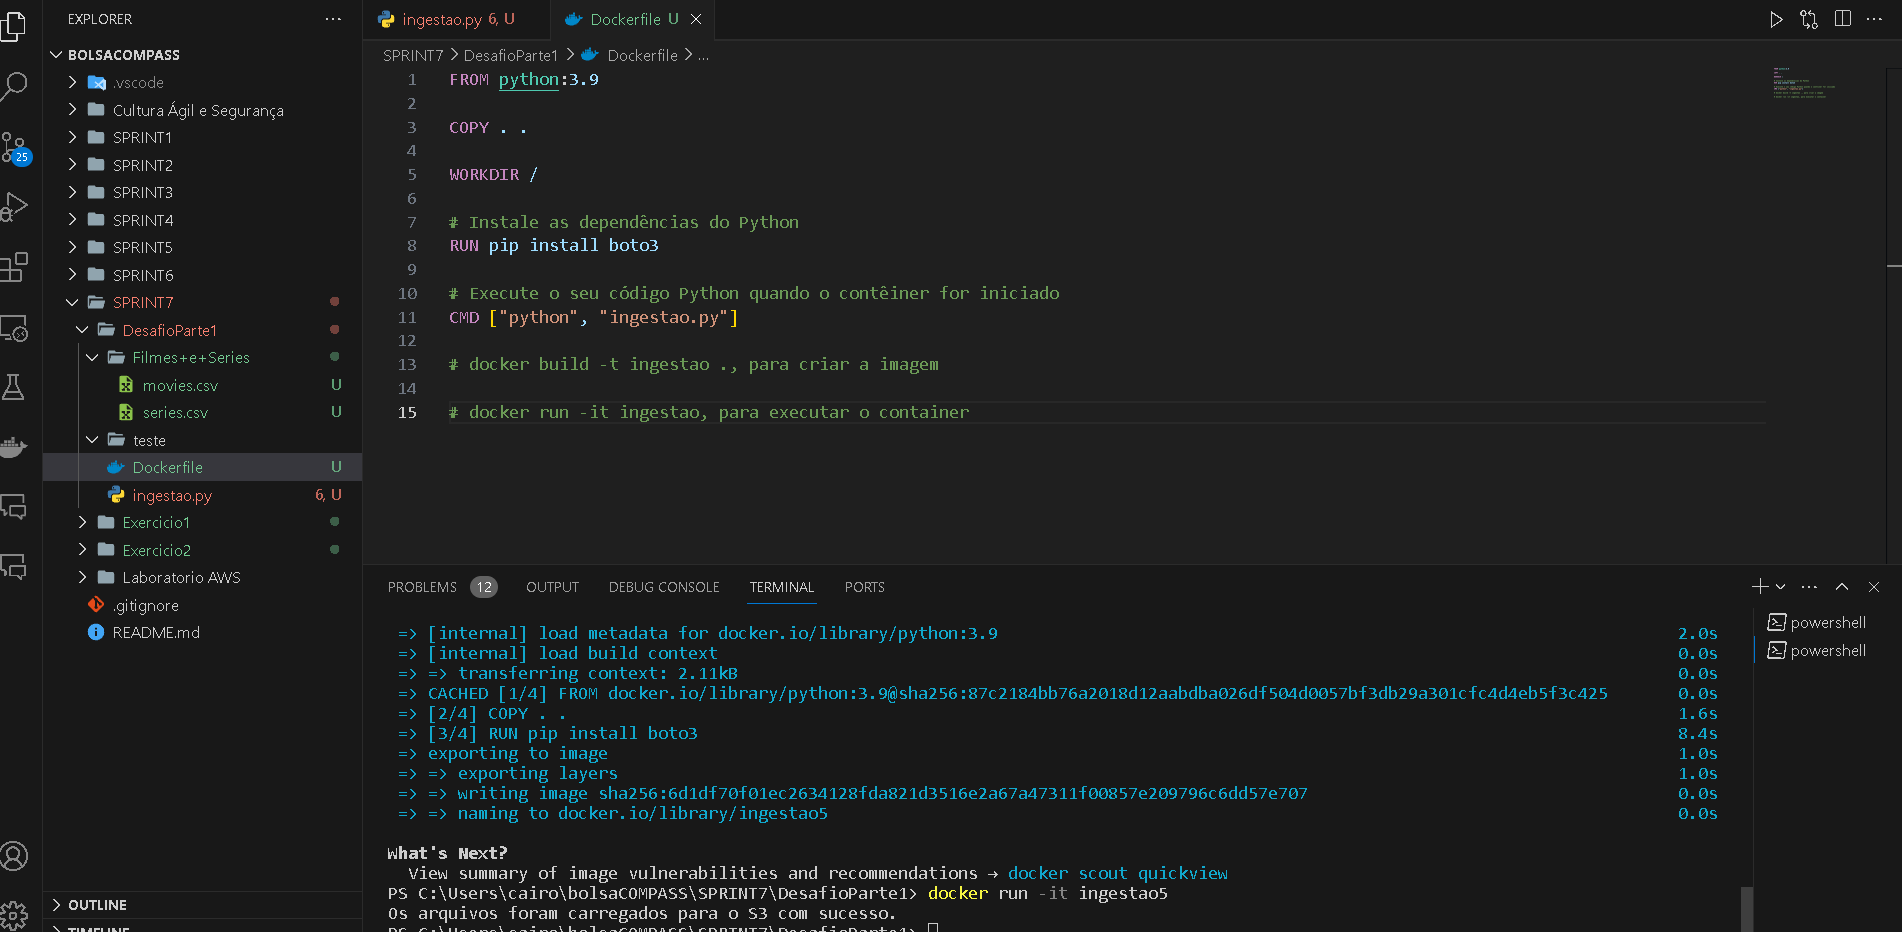 EXPLORER
BOLSACOMPASS
.vscode
Cultura Ágil e Segurança
SPRINT1
SPRINT2
SPRINT3
SPRINT4
SPRINT5
SPRINT6
SPRINT7
DesafioParte1
Filmes+e+Series
movies.csv U
series.csv U
teste
Dockerfile U
ingestao.py 6, U
Exercicio1
Exercicio2
Laboratorio AWS
.gitignore
README.md
OUTLINE
TIMELINE
25
ingestao.py 6, U
Dockerfile U
SPRINT7 > DesafioParte1 > Dockerfile > ...
1 FROM python:3.9
2
3 COPY . .
4
5 WORKDIR /
6
7 # Instale as dependências do Python
8 RUN pip install boto3
9
10 # Execute o seu código Python quando o contêiner for iniciado
11 CMD ["python", "ingestao.py"]
12
13 # docker build -t ingestao ., para criar a imagem
14
15 # docker run -it ingestao, para executar o container
PROBLEMS 12 OUTPUT DEBUG CONSOLE TERMINAL PORTS
=> [internal] load metadata for docker.io/library/python:3.9 2.0s
=> [internal] load build context 0.0s
=> => transferring context: 2.11kB 0.0s
=> CACHED [1/4] FROM docker.io/library/python:3.9@sha256:87c2184bb76a2018d12aabdba026df504d0057bf3db29a301cfc4d4eb5f3c425 0.0s
=> [2/4] COPY . . 1.6s
=> [3/4] RUN pip install boto3 8.4s
=> exporting to image 1.0s
=> => exporting layers 1.0s
=> => writing image sha256:6d1df70f01ec2634128fda821d3516e2a67a47311f00857e209796c6dd57e707 0.0s
=> => naming to docker.io/library/ingestao5 0.0s
What's Next?
View summary of image vulnerabilities and recommendations → docker scout quickview
PS C:\Users\cairo\bolsaCOMPASS\SPRINT7\DesafioParte1> docker run -it ingestao5
Os arquivos foram carregados para o S3 com sucesso.
PS C:\Users\cairo\bolsaCOMPASS\SPRINT7\DesafioParte1>
powershell
powershell